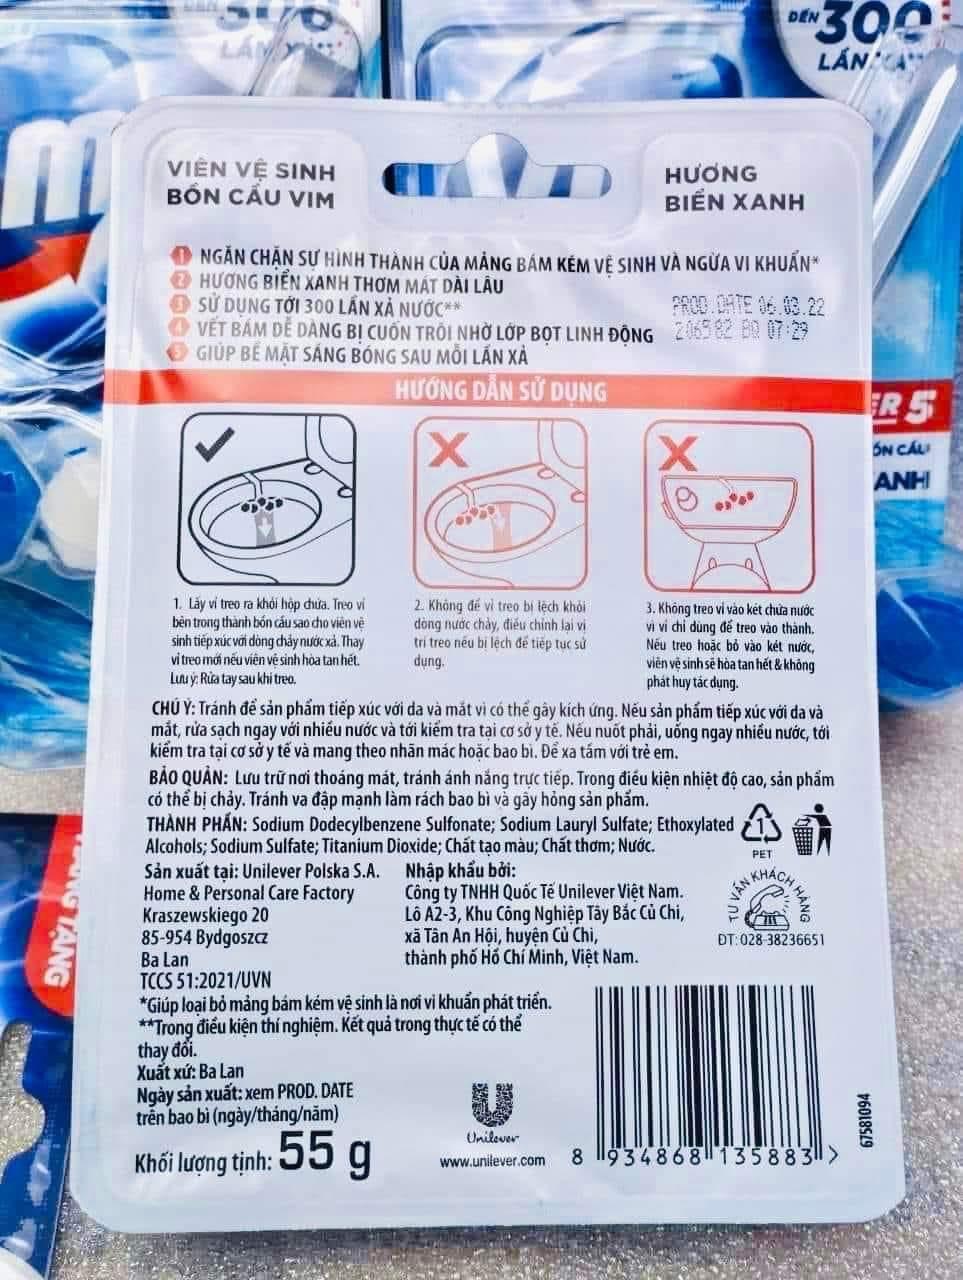 ĐẾN 300
LẦN
ĐẾN 300
LẦN XẢ
m
VIÊN VỆ SINH
BỒN CẦU VIM
HƯƠNG
BIỂN XANH
1 NGĂN CHẶN SỰ HÌNH THÀNH CỦA MẢNG BÁM KÉM VỆ SINH VÀ NGỪA VI KHUẨN*
2 HƯƠNG BIỂN XANH THƠM MÁT DÀI LÂU
3 SỬ DỤNG TỚI 300 LẦN XẢ NƯỚC**
4 VẾT BÁM DỄ DÀNG BỊ CUỐN TRÔI NHỜ LỚP BỌT LINH ĐỘNG
5 GIÚP BỀ MẶT SÁNG BÓNG SAU MỖI LẦN XẢ
PROD.DATE 06.03.22
206582 BQ 07:29
HƯỚNG DẪN SỬ DỤNG
ER 5
ỒN CẦU
ANH
1. Lấy vỉ treo ra khỏi hộp chứa. Treo vỉ
bên trong thành bồn cầu sao cho viên vệ
sinh tiếp xúc với dòng chảy nước xả. Thay
vỉ treo mới nếu viên vệ sinh hòa tan hết.
Lưu ý: Rửa tay sau khi treo.
2. Không để vỉ treo bị lệch khỏi
dòng nước chảy, điều chỉnh lại vị
trí treo nếu bị lệch để tiếp tục sử
dụng.
3. Không treo vỉ vào két chứa nước
vì vỉ chỉ dùng để treo vào thành.
Nếu treo hoặc bỏ vào két nước,
viên vệ sinh sẽ hòa tan hết & không
phát huy tác dụng.
CHÚ Ý: Tránh để sản phẩm tiếp xúc với da và mắt vì có thể gây kích ứng. Nếu sản phẩm tiếp xúc với da và
mắt, rửa sạch ngay với nhiều nước và tới kiểm tra tại cơ sở y tế. Nếu nuốt phải, uống ngay nhiều nước, tới
kiểm tra tại cơ sở y tế và mang theo nhãn mác hoặc bao bì. Để xa tầm với trẻ em.
BẢO QUẢN: Lưu trữ nơi thoáng mát, tránh ánh nắng trực tiếp. Trong điều kiện nhiệt độ cao, sản phẩm
có thể bị chảy. Tránh va đập mạnh làm rách bao bì và gây hỏng sản phẩm.
THÀNH PHẦN: Sodium Dodecylbenzene Sulfonate; Sodium Lauryl Sulfate; Ethoxylated
Alcohols; Sodium Sulfate; Titanium Dioxide; Chất tạo màu; Chất thơm; Nước.
1
PET
Sản xuất tại: Unilever Polska S.A.
Home & Personal Care Factory
Kraszewskiego 20
85-954 Bydgoszcz
Ba Lan
TCCS 51:2021/UVN
Nhập khẩu bởi:
Công ty TNHH Quốc Tế Unilever Việt Nam.
Lô A2-3, Khu Công Nghiệp Tây Bắc Củ Chi,
xã Tân An Hội, huyện Củ Chi,
thành phố Hồ Chí Minh, Việt Nam.
TƯ VẤN KHÁCH HÀNG
ĐT: 028-38236651
TẶNG
*Giúp loại bỏ mảng bám kém vệ sinh là nơi vi khuẩn phát triển.
**Trong điều kiện thí nghiệm. Kết quả trong thực tế có thể
thay đổi.
Xuất xứ: Ba Lan
Ngày sản xuất: xem PROD. DATE
trên bao bì (ngày/tháng/năm)
Khối lượng tịnh: 55 g
Unilever
www.unilever.com
8 934868 135883 >
67581094